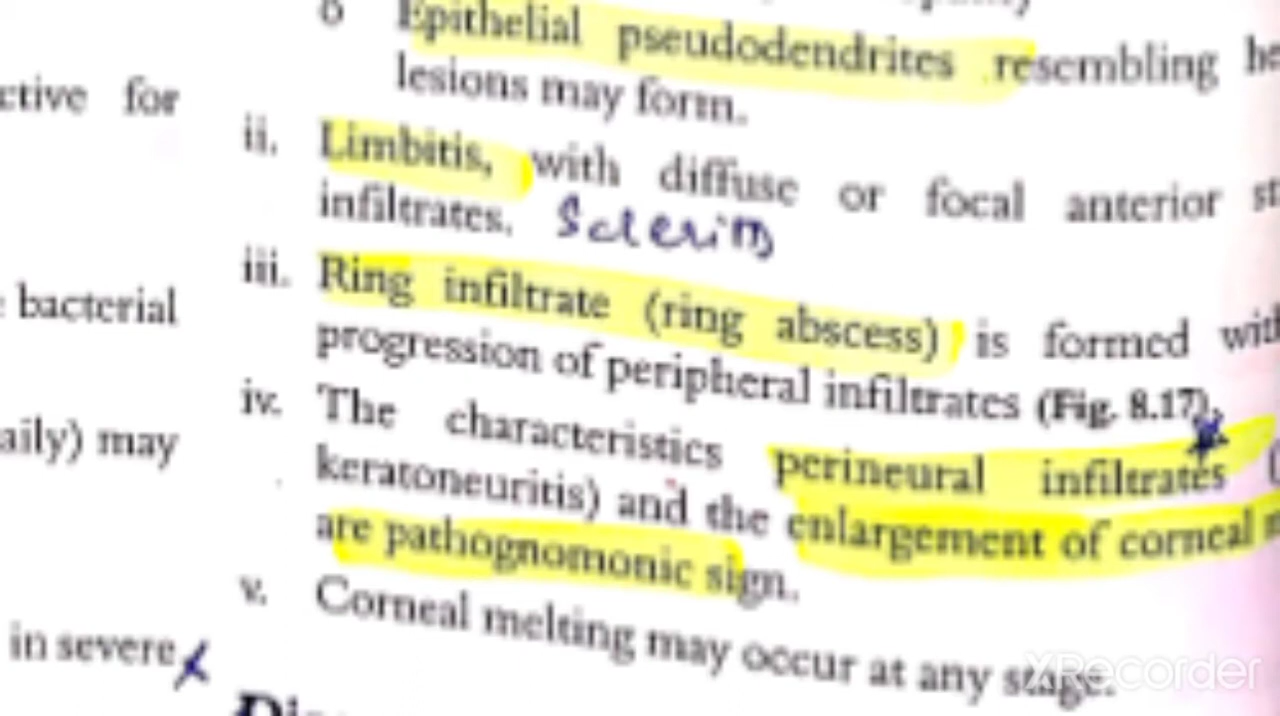 ctive for
bacterial
aily) may
in severe
Epithelial pseudodendrites resembling he
lesions may form.
ii. Limbitis, with diffuse or focal anterior st
infiltrates. Scleritis
iii. Ring infiltrate (ring abscess) is formed with
progression of peripheral infiltrates (Fig. 8.17).
iv. The characteristics perineural infiltrates (
keratoneuritis) and the enlargement of corneal n
are pathognomonic sign.
v. Corneal melting may occur at any stage.
XRecorder